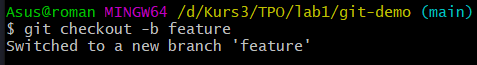 Asus@roman MINGW64 /d/Kurs3/TPO/lab1/git-demo (main)
$ git checkout -b feature
Switched to a new branch 'feature'